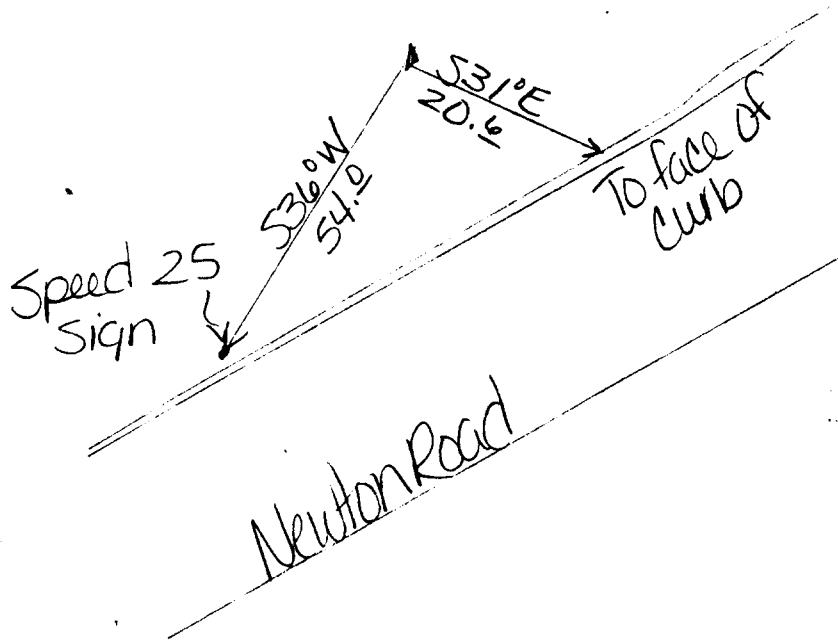 S31°E
20.6
S36°W
54.0
To face of
curb
Speed 25
Sign
Newton Road